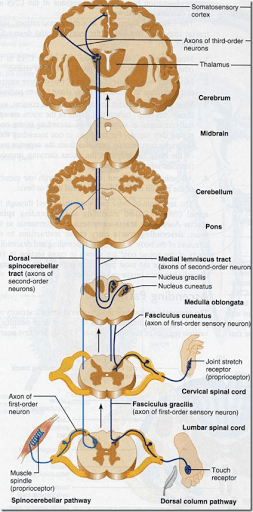 Somatosensory
cortex
Axons of third-order
neurons
Thalamus
Cerebrum
Midbrain
Cerebellum
Pons
Dorsal
spinocerebellar
tract (axons of
second-order
neurons)
Medial lemniscus tract
(axons of second-order neuron
Nucleus gracilis
Nucleus cuneatus
Medulla oblongata
Fasciculus cuneatus
(axon of first-order sensory neuron)
Joint stretch
receptor
(proprioceptor)
Cervical spinal cord
Axon of
first-order
neuron
Fasciculus gracilis
(axon of first-order sensory neuron)
Lumbar spinal cord
Muscle
spindle
(proprioceptor)
Touch
receptor
Spinocerebellar pathway
Dorsal column pathway